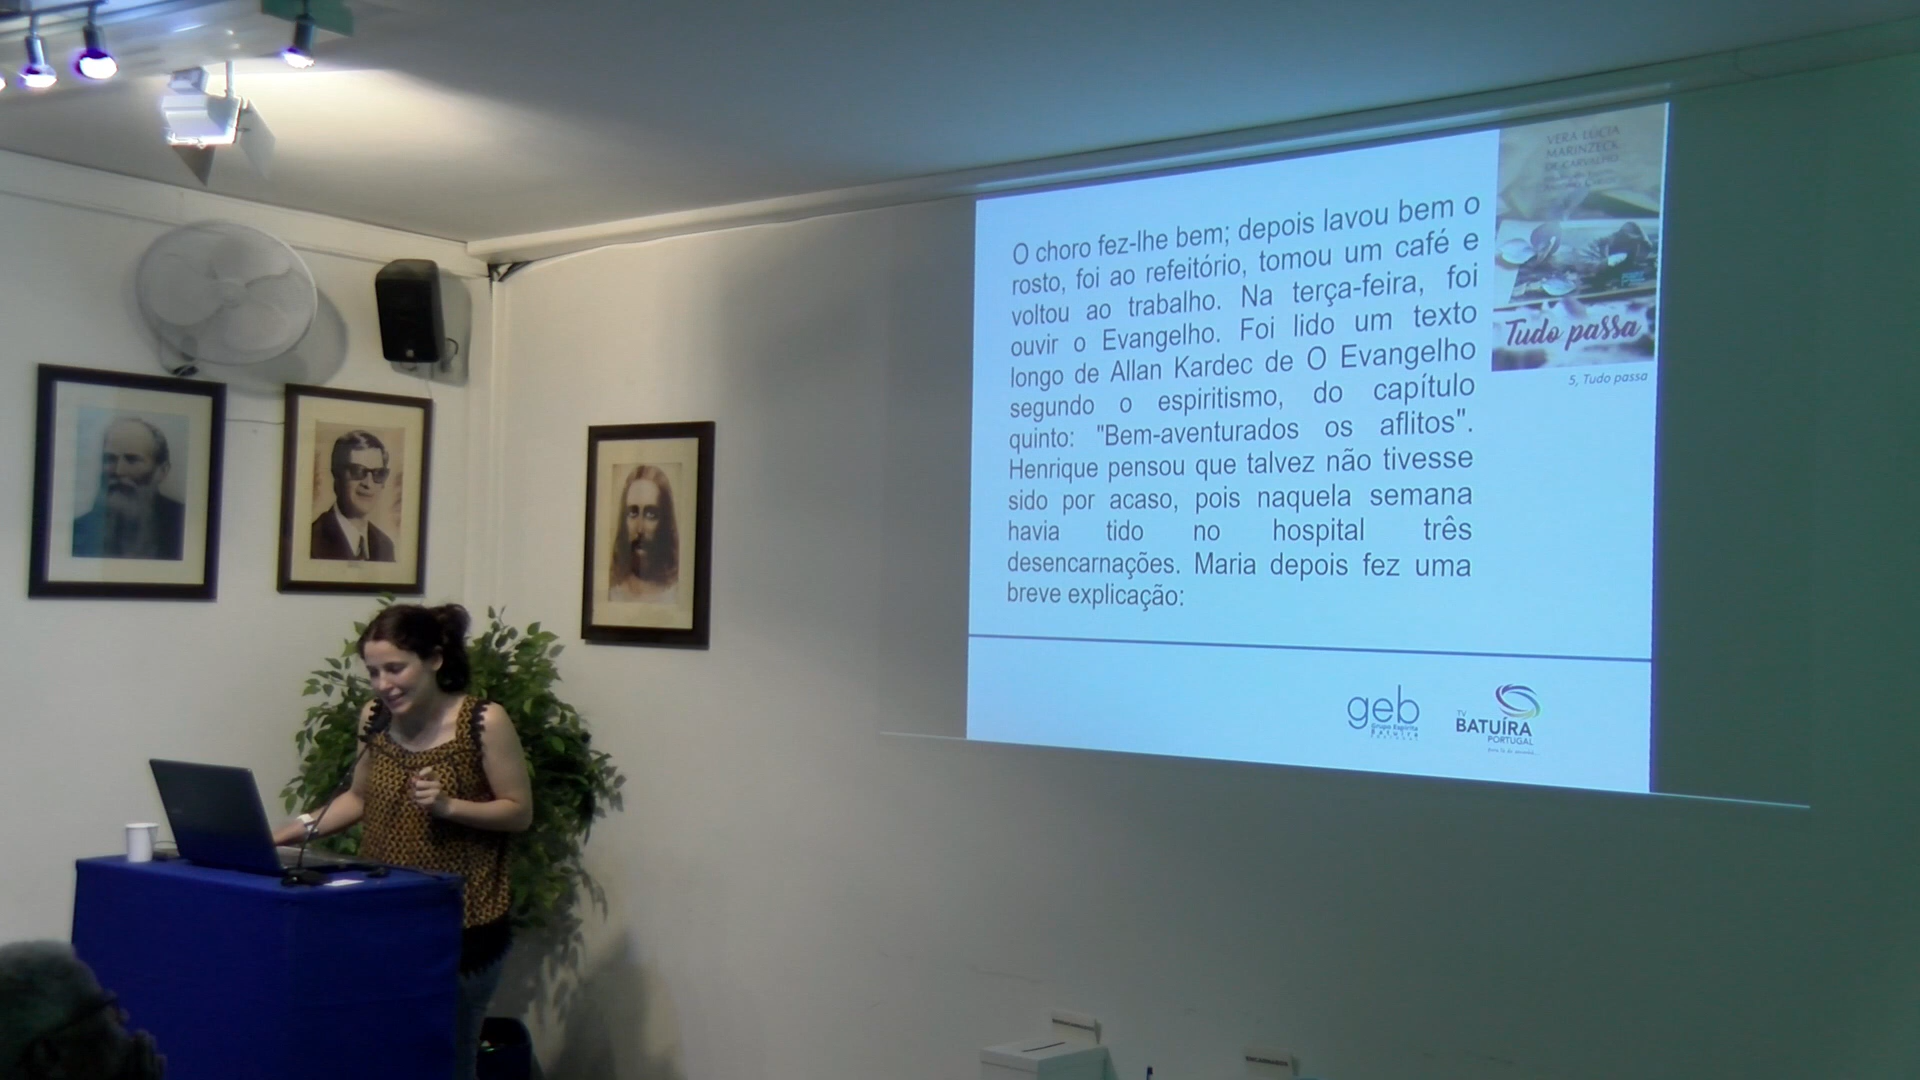 O choro fez-lhe bem; depois lavou bem o
rosto, foi ao refeitório, tomou um café e
voltou ao trabalho. Na terça-feira, foi
ouvir o Evangelho. Foi lido um texto
longo de Allan Kardec de O Evangelho
segundo o espiritismo, do capítulo
quinto: "Bem-aventurados os aflitos".
Henrique pensou que talvez não tivesse
sido por acaso, pois naquela semana
havia tido no hospital três
desencarnações. Maria depois fez uma
breve explicação:
VERA LÚCIA
MARINZECK
DE CARVALHO
Tudo passa
5, Tudo passa
geb
Grupo Espírita
Batuíra
TV
BATUÍRA
PORTUGAL